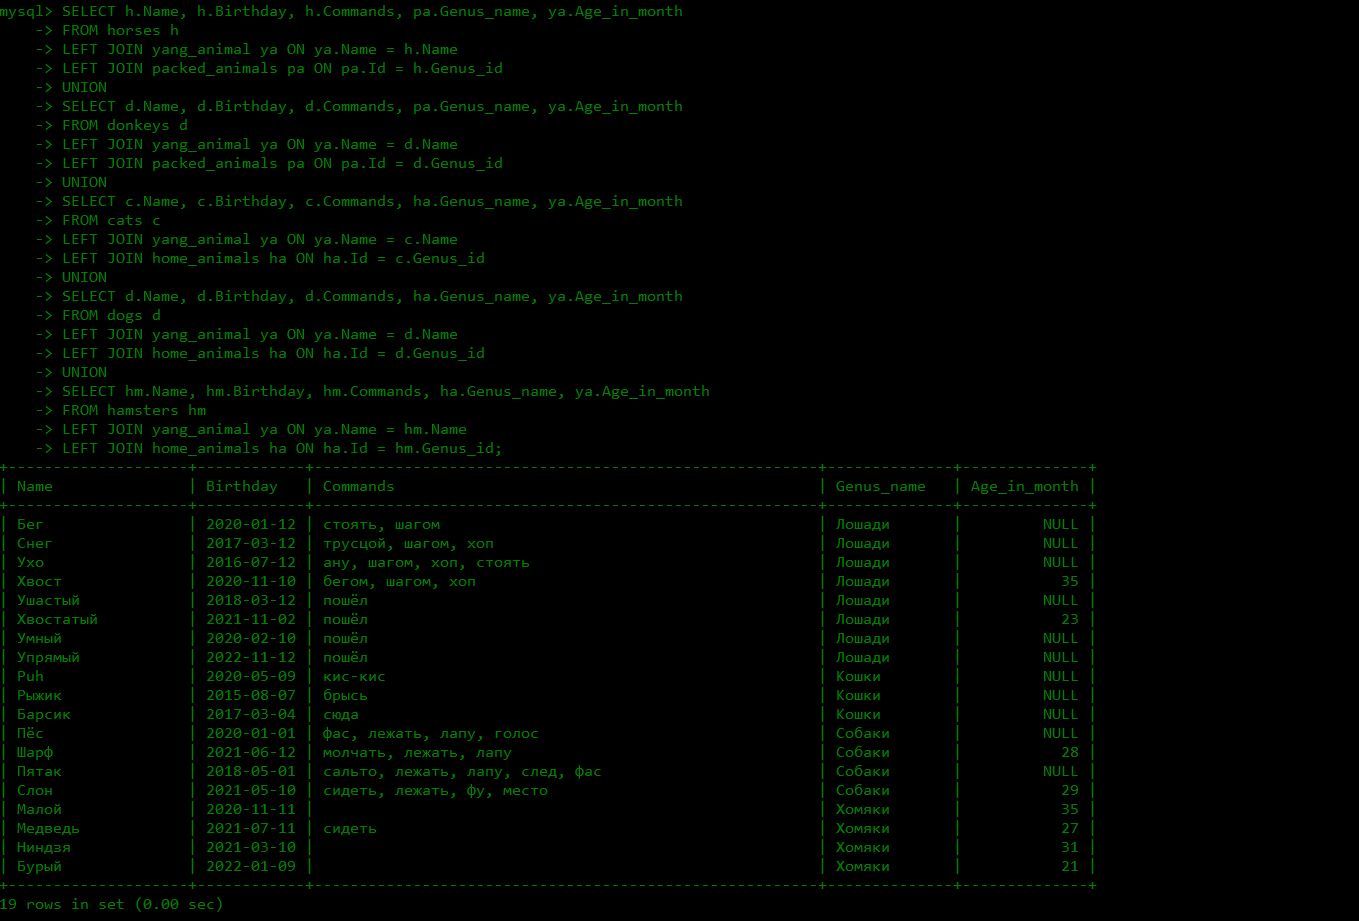 mysql> SELECT h.Name, h.Birthday, h.Commands, pa.Genus_name, ya.Age_in_month
    -> FROM horses h
    -> LEFT JOIN yang_animal ya ON ya.Name = h.Name
    -> LEFT JOIN packed_animals pa ON pa.Id = h.Genus_id
    -> UNION
    -> SELECT d.Name, d.Birthday, d.Commands, pa.Genus_name, ya.Age_in_month
    -> FROM donkeys d
    -> LEFT JOIN yang_animal ya ON ya.Name = d.Name
    -> LEFT JOIN packed_animals pa ON pa.Id = d.Genus_id
    -> UNION
    -> SELECT c.Name, c.Birthday, c.Commands, ha.Genus_name, ya.Age_in_month
    -> FROM cats c
    -> LEFT JOIN yang_animal ya ON ya.Name = c.Name
    -> LEFT JOIN home_animals ha ON ha.Id = c.Genus_id
    -> UNION
    -> SELECT d.Name, d.Birthday, d.Commands, ha.Genus_name, ya.Age_in_month
    -> FROM dogs d
    -> LEFT JOIN yang_animal ya ON ya.Name = d.Name
    -> LEFT JOIN home_animals ha ON ha.Id = d.Genus_id
    -> UNION
    -> SELECT hm.Name, hm.Birthday, hm.Commands, ha.Genus_name, ya.Age_in_month
    -> FROM hamsters hm
    -> LEFT JOIN yang_animal ya ON ya.Name = hm.Name
    -> LEFT JOIN home_animals ha ON ha.Id = hm.Genus_id;
| Name | Birthday | Commands | Genus_name | Age_in_month |
| Бег | 2020-01-12 | стоять, шагом | Лошади | NULL |
| Снег | 2017-03-12 | трусцой, шагом, хоп | Лошади | NULL |
| Ухо | 2016-07-12 | ану, шагом, хоп, стоять | Лошади | NULL |
| Хвост | 2020-11-10 | бегом, шагом, хоп | Лошади | 35 |
| Ушастый | 2018-03-12 | пошёл | Лошади | NULL |
| Хвостатый | 2021-11-02 | пошёл | Лошади | 23 |
| Умный | 2020-02-10 | пошёл | Лошади | NULL |
| Упрямый | 2022-11-12 | пошёл | Лошади | NULL |
| Puh | 2020-05-09 | кис-кис | Кошки | NULL |
| Рыжик | 2015-08-07 | брысь | Кошки | NULL |
| Барсик | 2017-03-04 | сюда | Кошки | NULL |
| Пёс | 2020-01-01 | фас, лежать, лапу, голос | Собаки | NULL |
| Шарф | 2021-06-12 | молчать, лежать, лапу | Собаки | 28 |
| Пятак | 2018-05-01 | сальто, лежать, лапу, след, фас | Собаки | NULL |
| Слон | 2021-05-10 | сидеть, лежать, фу, место | Собаки | 29 |
| Малой | 2020-11-11 | | Хомяки | 35 |
| Медведь | 2021-07-11 | сидеть | Хомяки | 27 |
| Ниндзя | 2021-03-10 | | Хомяки | 31 |
| Бурый | 2022-01-09 | | Хомяки | 21 |
19 rows in set (0.00 sec)